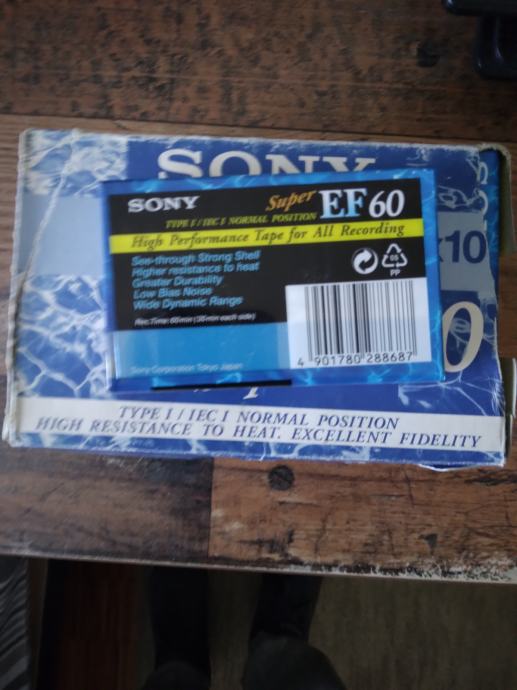 SONY
SONY
Super EF 60
TYPE I / IEC I NORMAL POSITION
High Performance Tape for All Recording
See-through Strong Shell
Higher resistance to heat
Greater Durability
Low Bias Noise
Wide Dynamic Range
Rec.Time: 60min (30min each side)
05
PP
x10
4 901780 288687
0
Sony Corporation Tokyo Japan
TYPE I / IEC I NORMAL POSITION
HIGH RESISTANCE TO HEAT. EXCELLENT FIDELITY